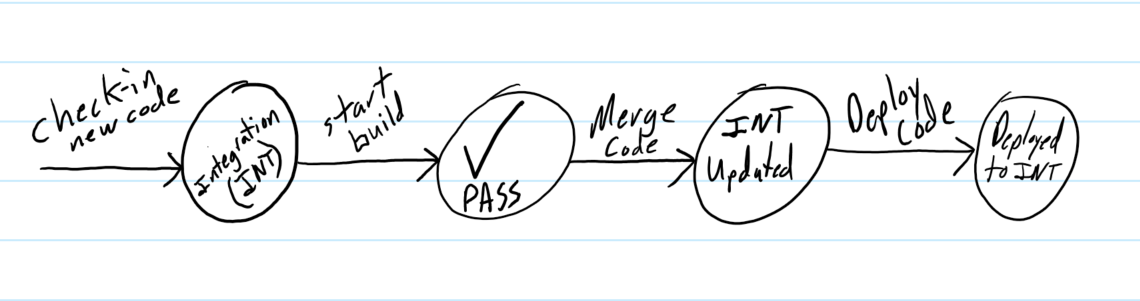 check-in
new code
Integration
(INT)
start
build
PASS
Merge
Code
INT
Updated
Deploy
Code
Deployed
to INT